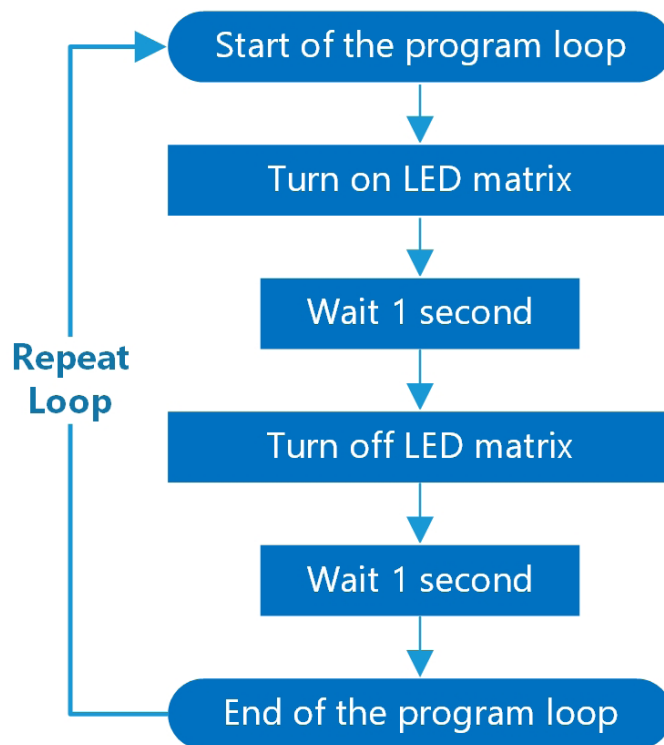 Start of the program loop
Turn on LED matrix
Wait 1 second
Repeat
Loop
Turn off LED matrix
Wait 1 second
End of the program loop